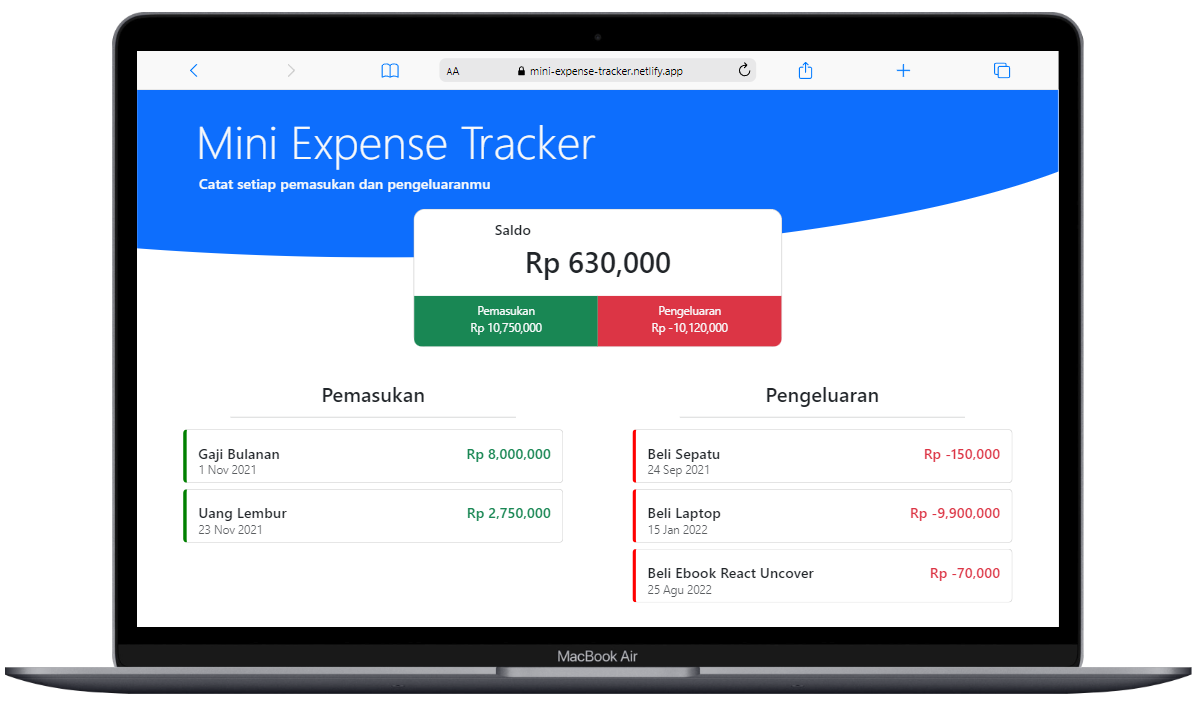 AA mini-expense-tracker.netlify.app
Mini Expense Tracker
Catat setiap pemasukan dan pengeluaranmu
Saldo
Rp 630,000
Pemasukan
Rp 10,750,000
Pengeluaran
Rp -10,120,000
Pemasukan
Gaji Bulanan Rp 8,000,000
1 Nov 2021
Uang Lembur Rp 2,750,000
23 Nov 2021
Pengeluaran
Beli Sepatu Rp -150,000
24 Sep 2021
Beli Laptop Rp -9,900,000
15 Jan 2022
Beli Ebook React Uncover Rp -70,000
25 Agu 2022
MacBook Air